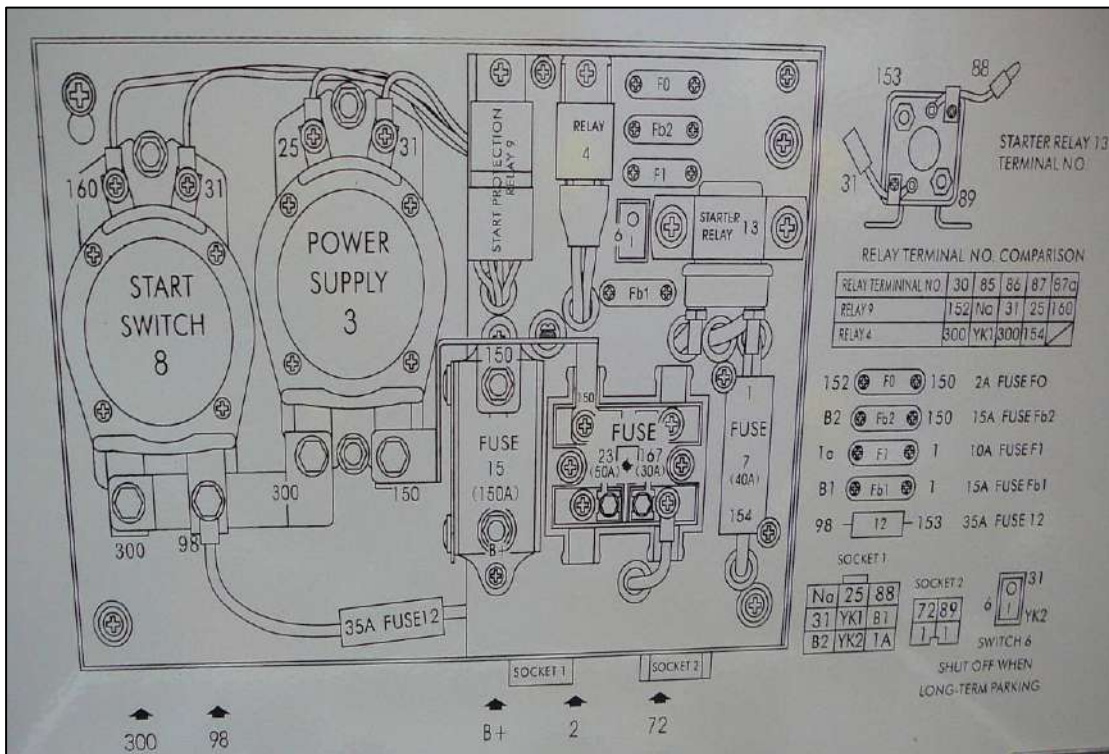 160
31
25
31
START
SWITCH
8
POWER
SUPPLY
3
300
98
300
150
35A FUSE12
START PROTECTION
RELAY 9
RELAY
4
F0
Fb2
F1
6
I
STARTER
RELAY 13
Fb1
150
FUSE
15
(150A)
B+
150
FUSE
23
(50A)
167
(30A)
1
FUSE
7
(40A)
154
SOCKET 1
SOCKET 2
300
98
B+
2
72
153
88
31
89
STARTER RELAY 13
TERMINAL NO.
RELAY TERMINAL NO. COMPARISON
RELAY TERMININAL NO. 30 85 86 87 87a
RELAY 9 152 Na 31 25 160
RELAY 4 300 YK1 300 154
152 F0 150 2A FUSE FO
B2 Fb2 150 15A FUSE Fb2
1a F1 1 10A FUSE F1
B1 Fb1 1 15A FUSE Fb1
98 12 153 35A FUSE 12
SOCKET 1
Na 25 88
31 YK1 B1
B2 YK2 1A
SOCKET 2
72 89
1 1
31
6
I
YK2
SWITCH 6
SHUT OFF WHEN
LONG-TERM PARKING